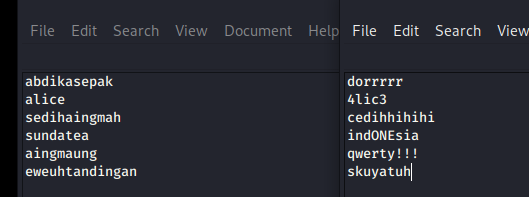 File Edit Search View Document Help
abdikasepak
alice
sedihaingmah
sundatea
aingmaung
eweuhtandingan
File Edit Search View
dorrrrr
4lic3
cedihhihihi
indONEsia
qwerty!!!
skuyatuh